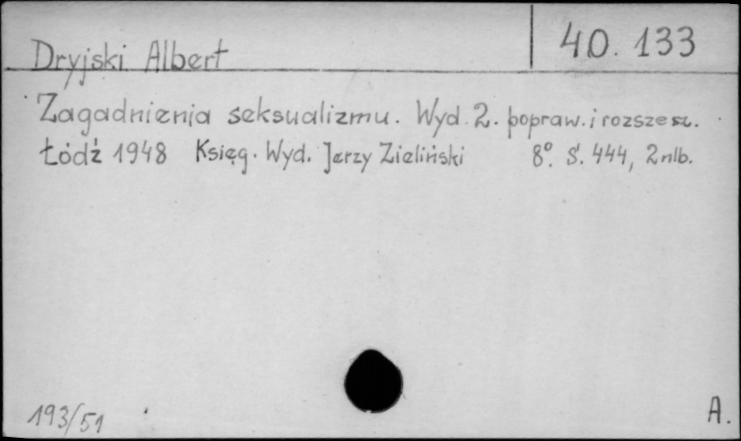 Dryjski Albert
40.133
Zagadnienia seksualizmu. Wyd. 2. popraw. i rozszesz.
Łódź 1948 Księg. Wyd. Jerzy Zieliński 8°. S. 444, 2 nlb.
193/51
A.